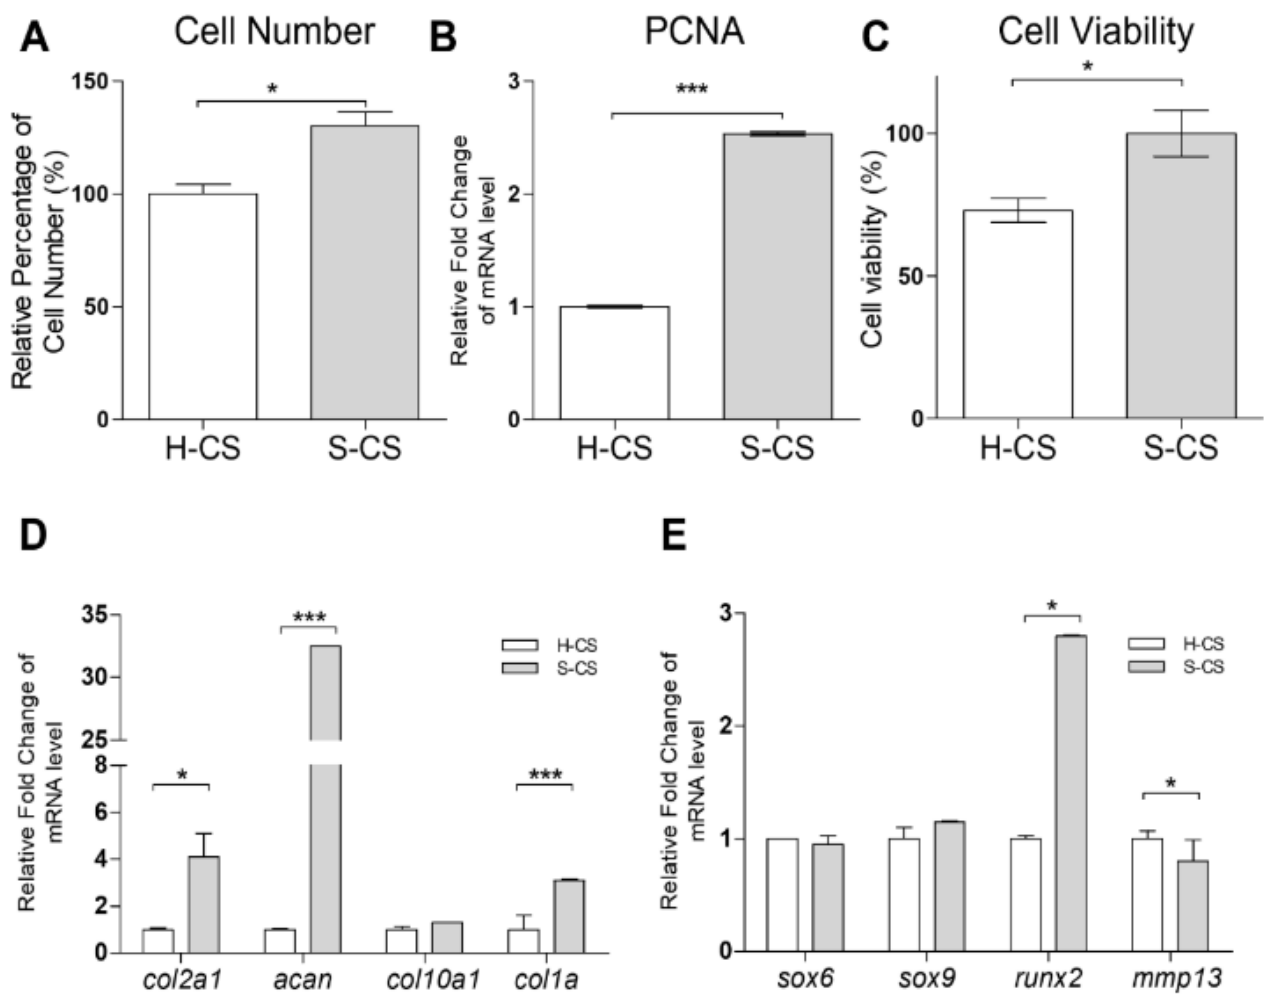 A
Cell Number
Relative Percentage of
Cell Number (%)
150
100
50
0
*
H-CS
S-CS
B
PCNA
Relative Fold Change
of mRNA level
3
2
1
0
***
H-CS
S-CS
C
Cell Viability
Cell viability (%)
100
50
0
*
H-CS
S-CS
D
Relative Fold Change of
mRNA level
35
30
25
8
6
4
2
0
*
***
***
H-CS
S-CS
col2a1
acan
col10a1
col1a
E
Relative Fold Change of
mRNA level
3
2
1
0
*
*
H-CS
S-CS
sox6
sox9
runx2
mmp13